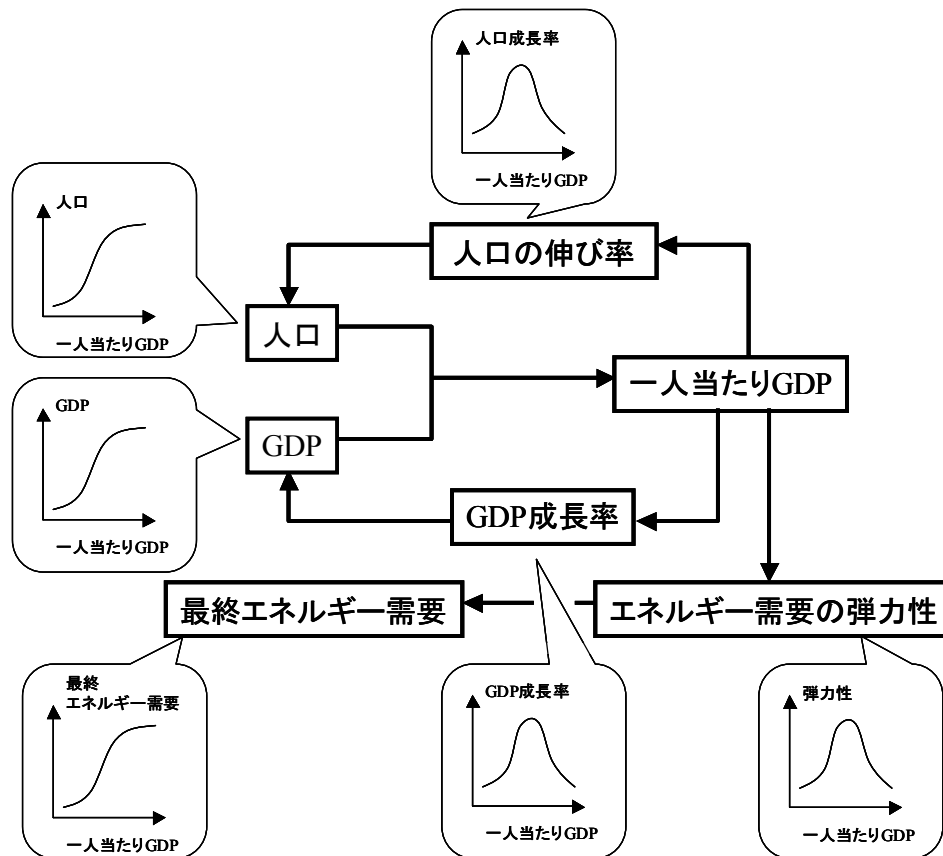 人口成長率
一人当たりGDP
人口
一人当たりGDP
人口の伸び率
人口
一人当たりGDP
GDP
一人当たりGDP
GDP
GDP成長率
最終エネルギー需要
エネルギー需要の弾力性
最終
エネルギー需要
一人当たりGDP
GDP成長率
一人当たりGDP
弾力性
一人当たりGDP